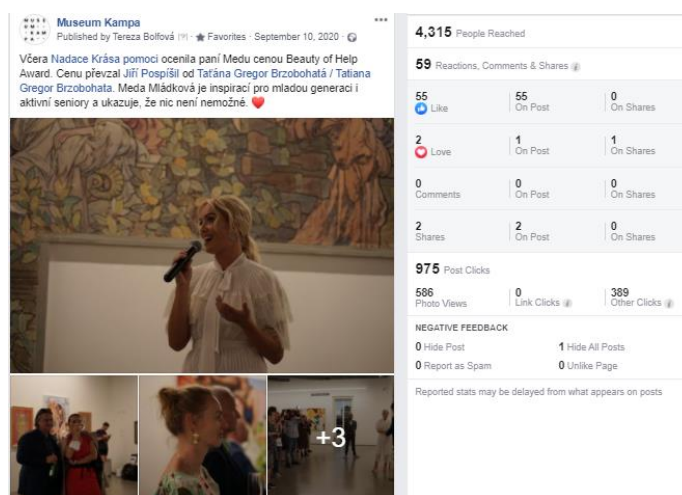 Museum Kampa
Published by Tereza Bolfová [?] · Favorites · September 10, 2020 ·
Včera Nadace Krása pomoci ocenila paní Medu cenou Beauty of Help
Award. Cenu převzal Jiří Pospíšil od Taťána Gregor Brzobohatá / Tatiana
Gregor Brzobohata. Meda Mládková je inspirací pro mladou generaci i
aktivní seniory a ukazuje, že nic není nemožné. ❤️
+3
4,315 People Reached
59 Reactions, Comments & Shares
55 55 0
Like On Post On Shares
2 1 1
Love On Post On Shares
0 0 0
Comments On Post On Shares
2 2 0
Shares On Post On Shares
975 Post Clicks
586 0 389
Photo Views Link Clicks Other Clicks
NEGATIVE FEEDBACK
0 Hide Post 1 Hide All Posts
0 Report as Spam 0 Unlike Page
Reported stats may be delayed from what appears on posts